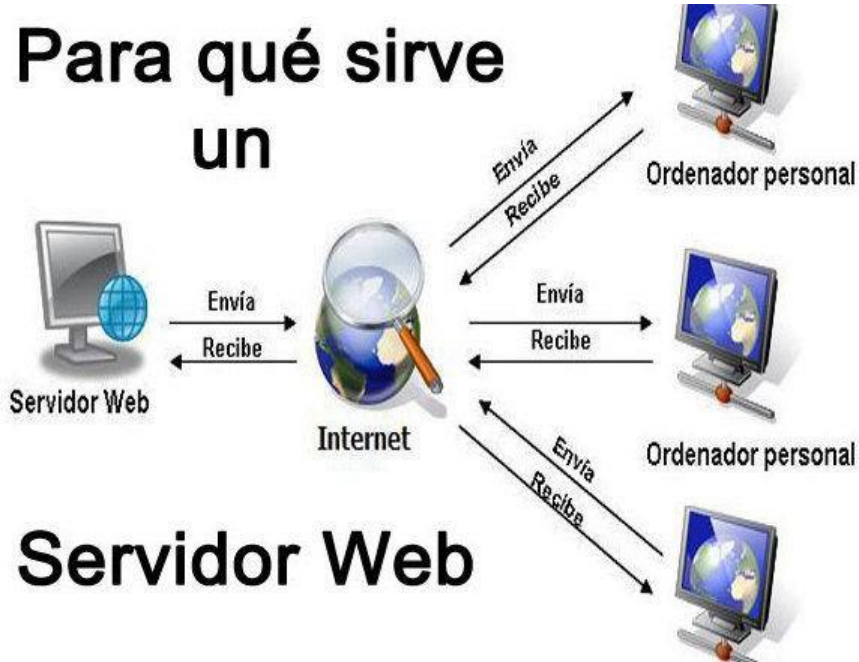 Para qué sirve
un
Envía
Recibe
Ordenador personal
Envía
Recibe
Servidor Web
Internet
Envía
Recibe
Ordenador personal
Envía
Recibe
Servidor Web